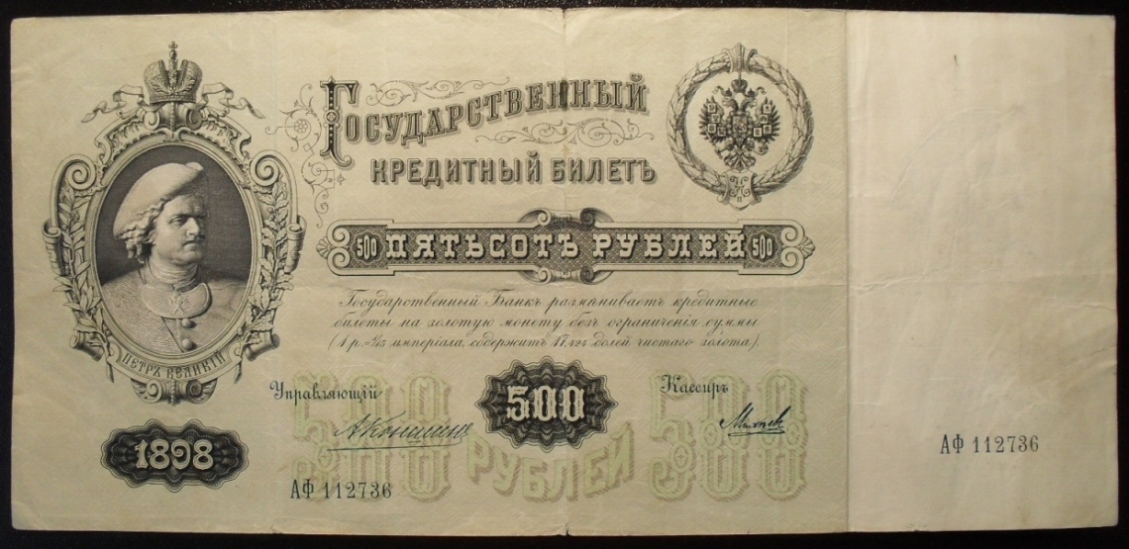 Государственный
кредитный билетъ
500 ПЯТЬСОТЪ РУБЛЕЙ 500
Государственный Банкъ размѣниваетъ кредитные
билеты на золотую монету безъ ограниченія суммы
(1 р.=1/15 имперіала, содержитъ 17,424 долей чистаго золота).
ПЕТРЪ ВЕЛИКІЙ
Управляющій
500
Кассиръ
500
РУБЛЕЙ
500
1898
АФ 112736
АФ 112736